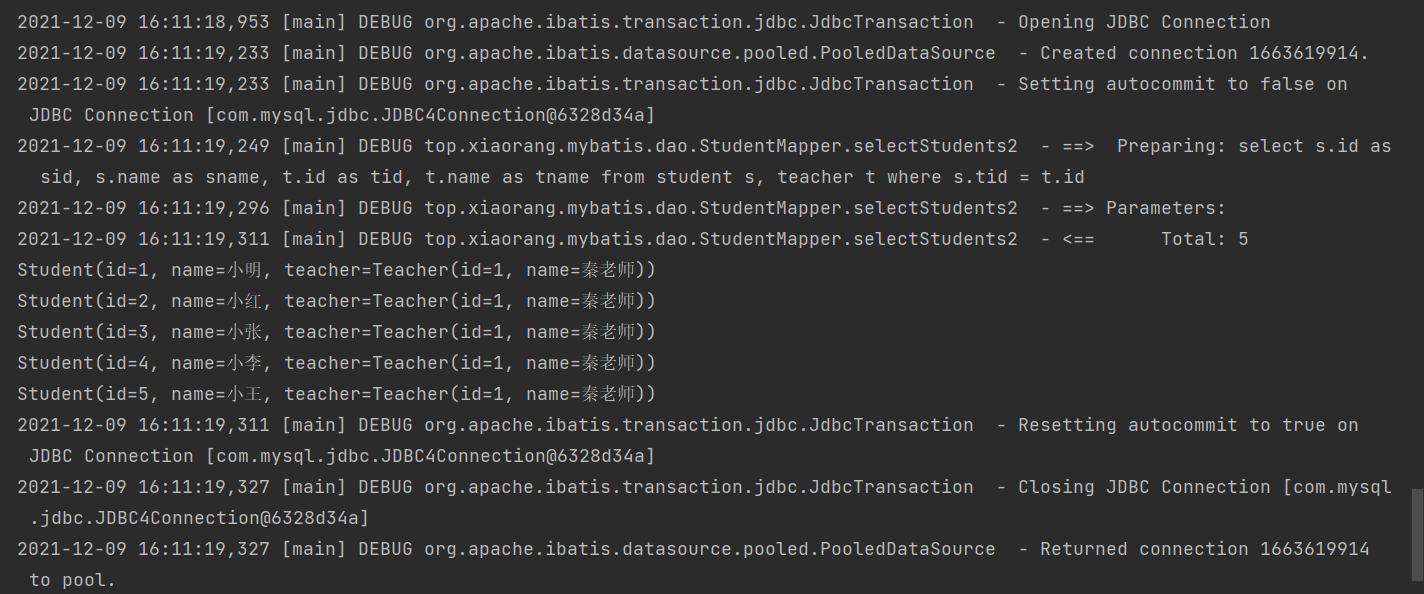 2021-12-09 16:11:18,953 [main] DEBUG org.apache.ibatis.transaction.jdbc.JdbcTransaction  - Opening JDBC Connection
2021-12-09 16:11:19,233 [main] DEBUG org.apache.ibatis.datasource.pooled.PooledDataSource  - Created connection 1663619914.
2021-12-09 16:11:19,233 [main] DEBUG org.apache.ibatis.transaction.jdbc.JdbcTransaction  - Setting autocommit to false on
JDBC Connection [com.mysql.jdbc.JDBC4Connection@6328d34a]
2021-12-09 16:11:19,249 [main] DEBUG top.xiaorang.mybatis.dao.StudentMapper.selectStudents2  - ==>  Preparing: select s.id as
sid, s.name as sname, t.id as tid, t.name as tname from student s, teacher t where s.tid = t.id
2021-12-09 16:11:19,296 [main] DEBUG top.xiaorang.mybatis.dao.StudentMapper.selectStudents2  - ==> Parameters:
2021-12-09 16:11:19,311 [main] DEBUG top.xiaorang.mybatis.dao.StudentMapper.selectStudents2  - <==      Total: 5
Student(id=1, name=小明, teacher=Teacher(id=1, name=秦老师))
Student(id=2, name=小红, teacher=Teacher(id=1, name=秦老师))
Student(id=3, name=小张, teacher=Teacher(id=1, name=秦老师))
Student(id=4, name=小李, teacher=Teacher(id=1, name=秦老师))
Student(id=5, name=小王, teacher=Teacher(id=1, name=秦老师))
2021-12-09 16:11:19,311 [main] DEBUG org.apache.ibatis.transaction.jdbc.JdbcTransaction  - Resetting autocommit to true on
JDBC Connection [com.mysql.jdbc.JDBC4Connection@6328d34a]
2021-12-09 16:11:19,327 [main] DEBUG org.apache.ibatis.transaction.jdbc.JdbcTransaction  - Closing JDBC Connection [com.mysql
.jdbc.JDBC4Connection@6328d34a]
2021-12-09 16:11:19,327 [main] DEBUG org.apache.ibatis.datasource.pooled.PooledDataSource  - Returned connection 1663619914
to pool.